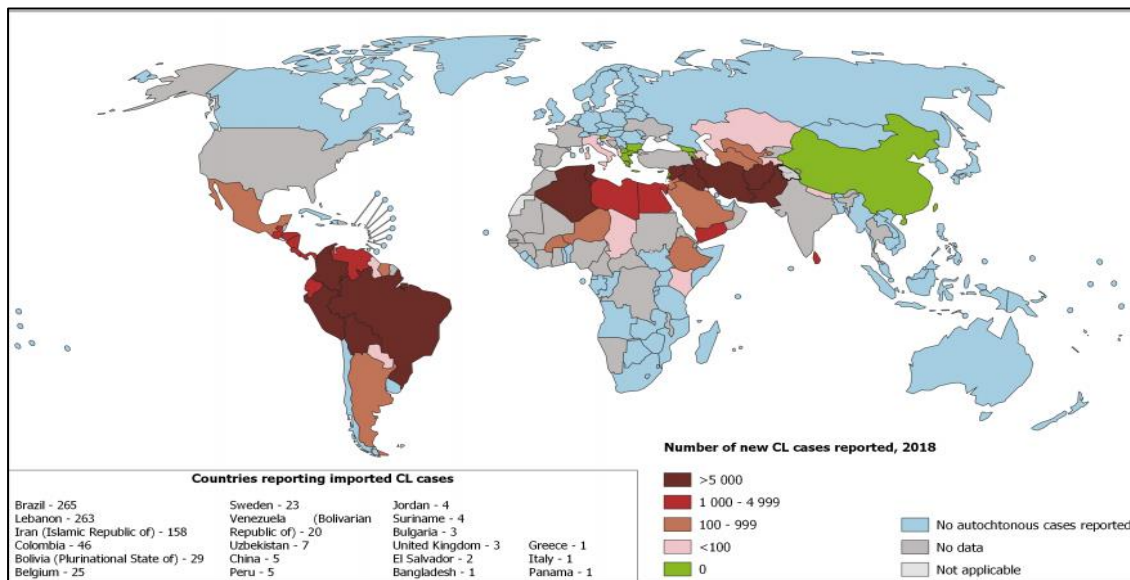 Number of new CL cases reported, 2018
>5 000
1 000 - 4 999
100 - 999
<100
0
No autochtonous cases reported
No data
Not applicable
Countries reporting imported CL cases
Brazil - 265
Lebanon - 263
Iran (Islamic Republic of) - 158
Colombia - 46
Bolivia (Plurinational State of) - 29
Belgium - 25
Sweden - 23
Venezuela (Bolivarian
Republic of) - 20
Uzbekistan - 7
China - 5
Peru - 5
Jordan - 4
Suriname - 4
Bulgaria - 3
United Kingdom - 3
El Salvador - 2
Bangladesh - 1
Greece - 1
Italy - 1
Panama - 1